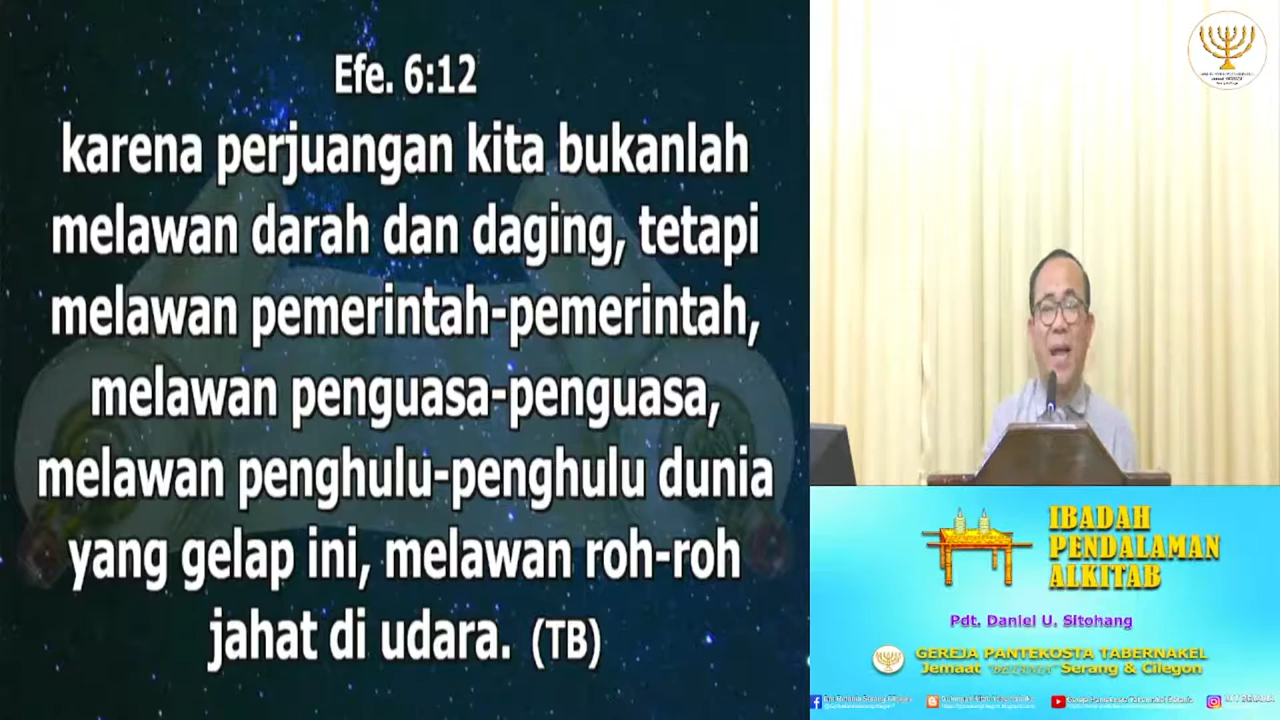 Efe. 6:12
karena perjuangan kita bukanlah
melawan darah dan daging, tetapi
melawan pemerintah-pemerintah,
melawan penguasa-penguasa,
melawan penghulu-penghulu dunia
yang gelap ini, melawan roh-roh
jahat di udara. (TB)
IBADAH
PENDALAMAN
ALKITAB
Pdt. Daniel U. Sitohang
GEREJA PANTEKOSTA TABERNAKEL
Jemaat Serang & Cilegon